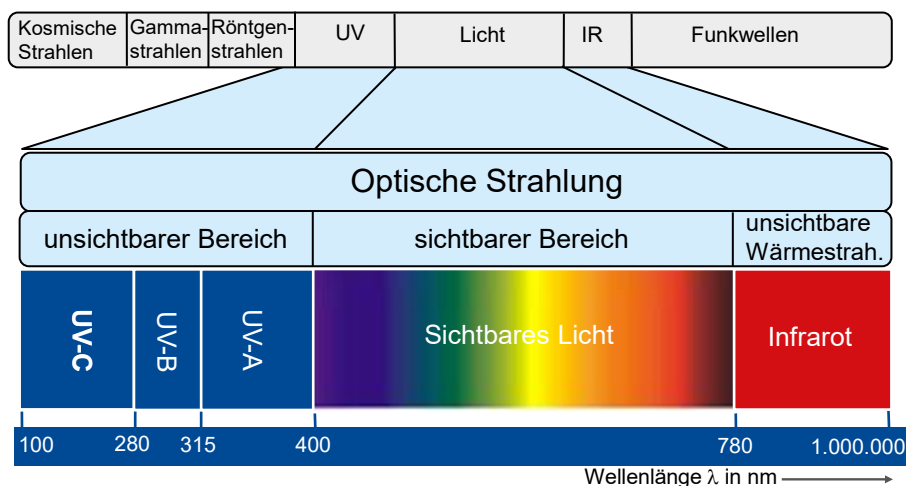 Kosmische Strahlen
Gamma-strahlen
Röntgen-strahlen
UV
Licht
IR
Funkwellen
Optische Strahlung
unsichtbarer Bereich
sichtbarer Bereich
unsichtbare
Wärmestrah.
UV-C
UV-B
UV-A
Sichtbares Licht
Infrarot
100
280
315
400
780
1.000.000
Wellenlänge λ in nm